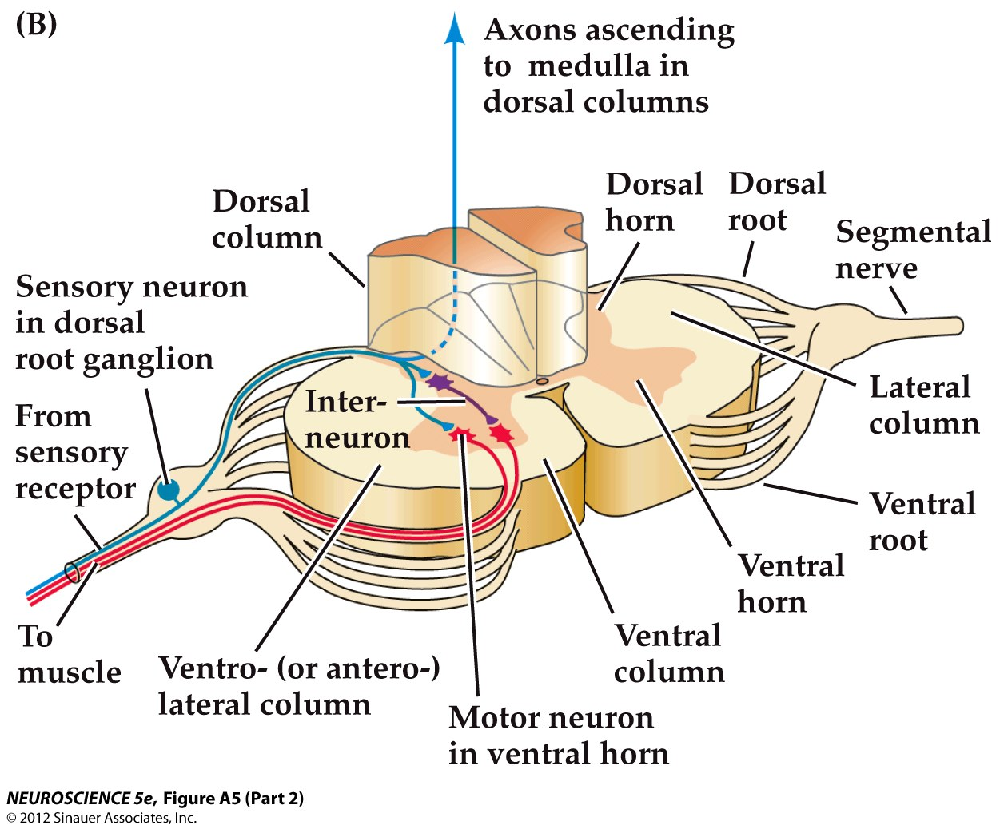 (B)
Axons ascending
to medulla in
dorsal columns
Dorsal
column
Dorsal
horn
Dorsal
root
Segmental
nerve
Sensory neuron
in dorsal
root ganglion
From
sensory
receptor
Inter-
neuron
Lateral
column
Ventral
root
Ventral
horn
Ventral
column
To
muscle
Ventro- (or antero-)
lateral column
Motor neuron
in ventral horn
NEUROSCIENCE 5e, Figure A5 (Part 2)
© 2012 Sinauer Associates, Inc.